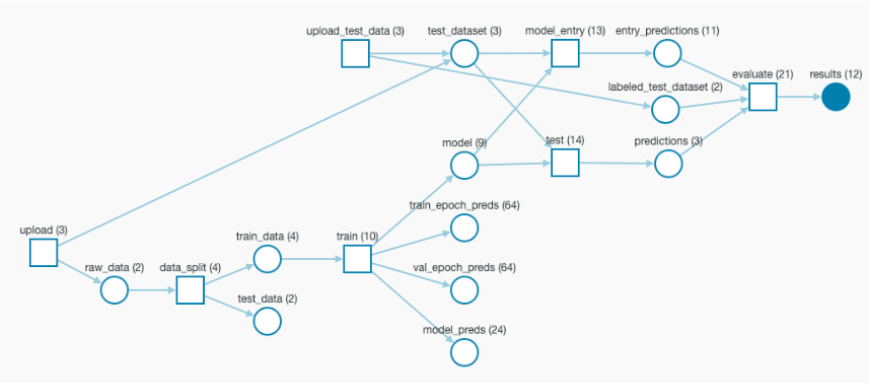 upload_test_data (3)
test_dataset (3)
model_entry (13)
entry_predictions (11)
evaluate (21)
results (12)
labeled_test_dataset (2)
model (9)
test (14)
predictions (3)
train_epoch_preds (64)
upload (3)
train_data (4)
train (10)
raw_data (2)
data_split (4)
val_epoch_preds (64)
test_data (2)
model_preds (24)